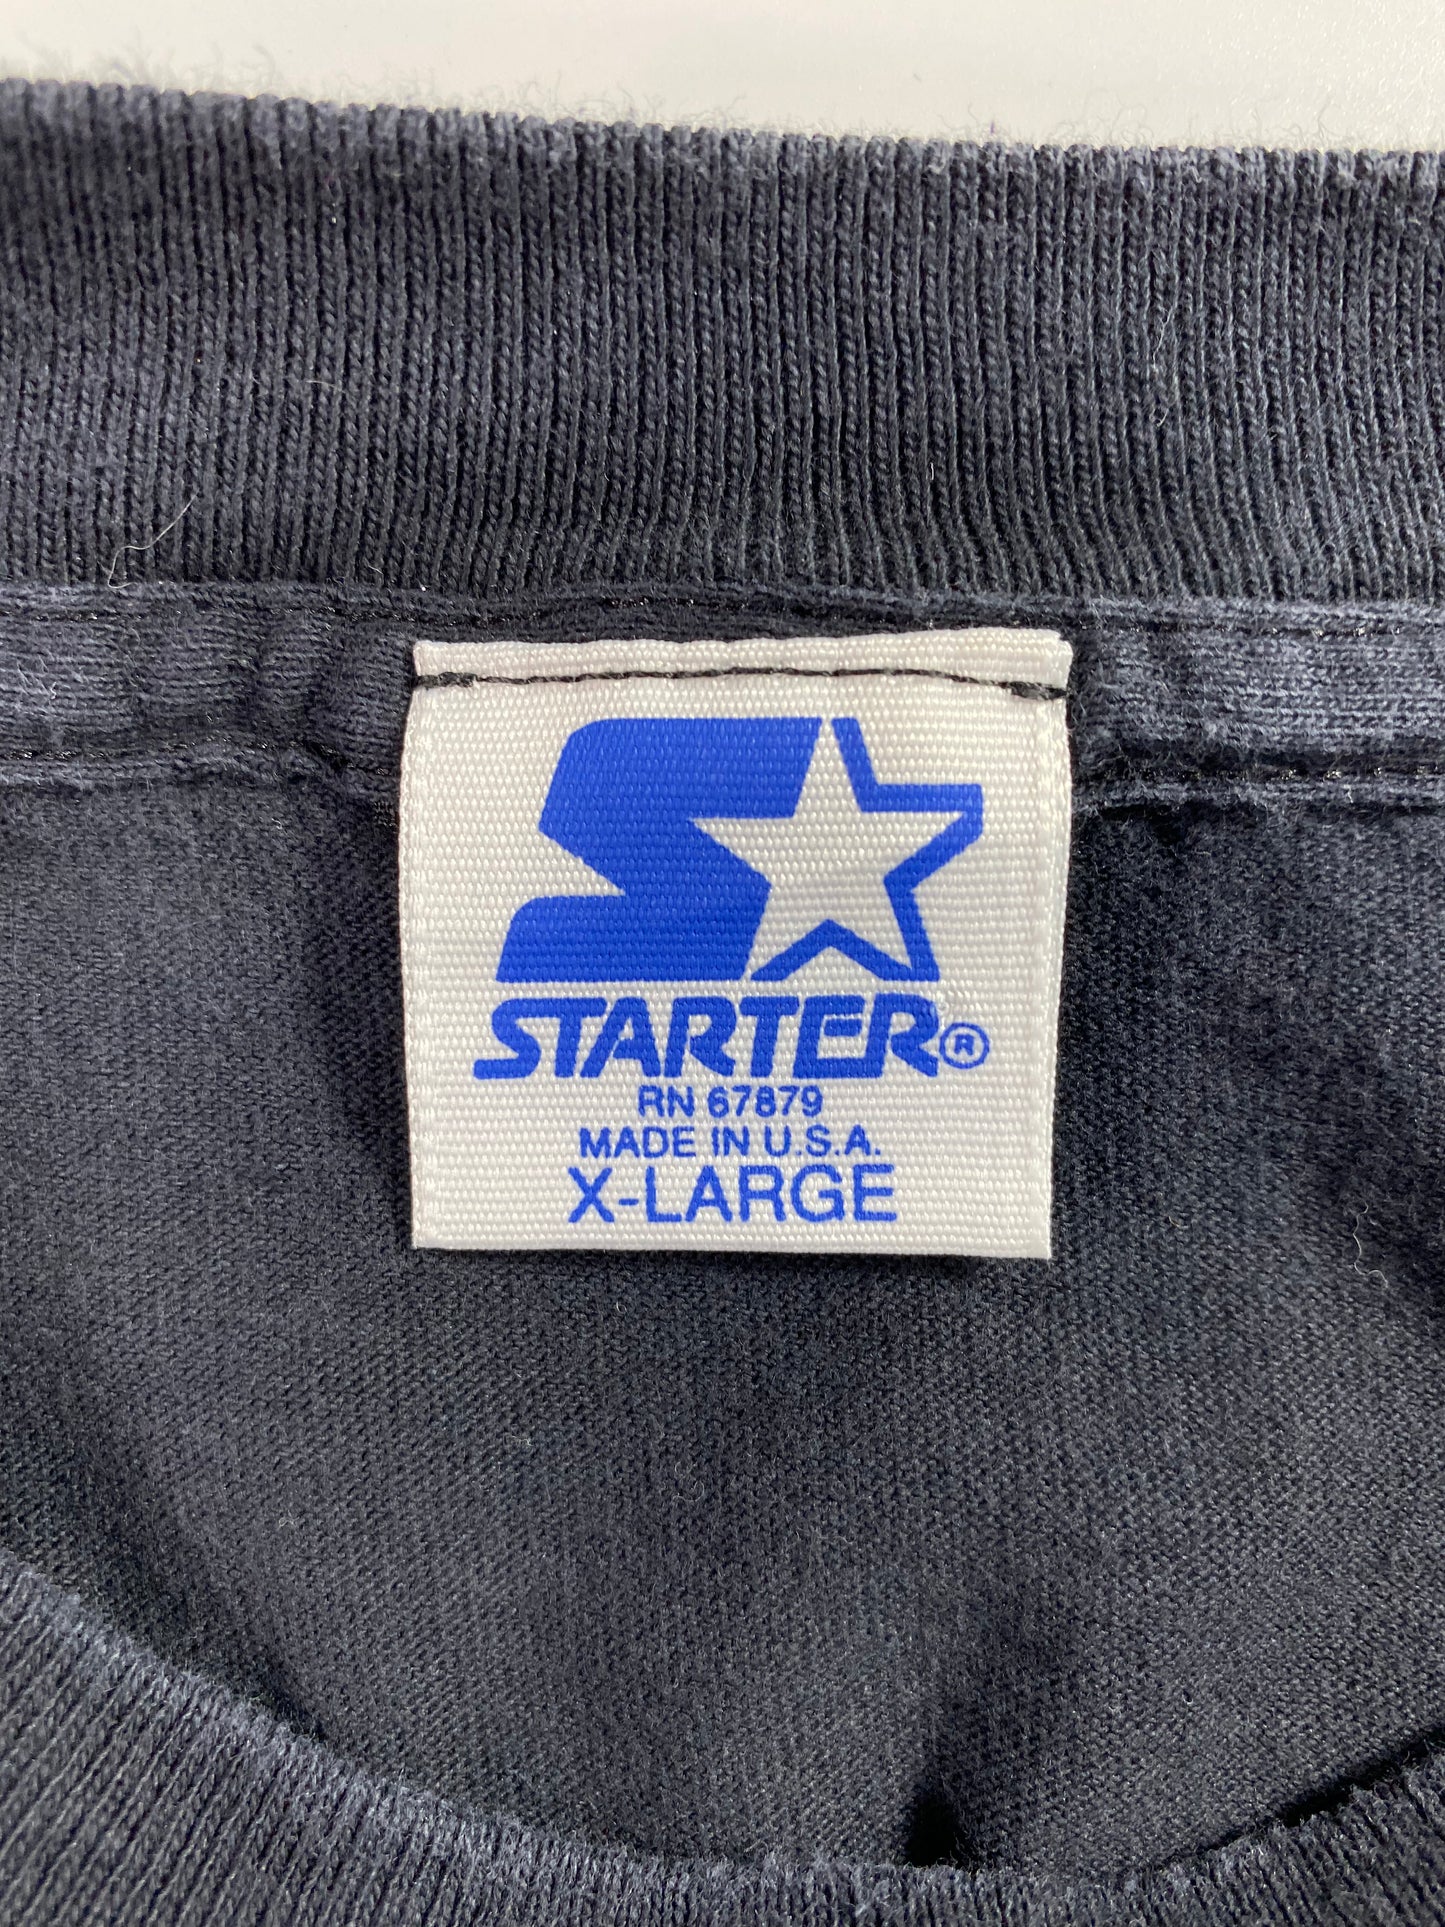 STARTER®
RN 67879
MADE IN U.S.A.
X-LARGE